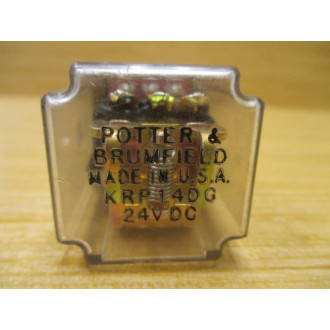 POTTER &
BRUMFIELD
MADE IN U.S.A.
KRP14DG
24VDC